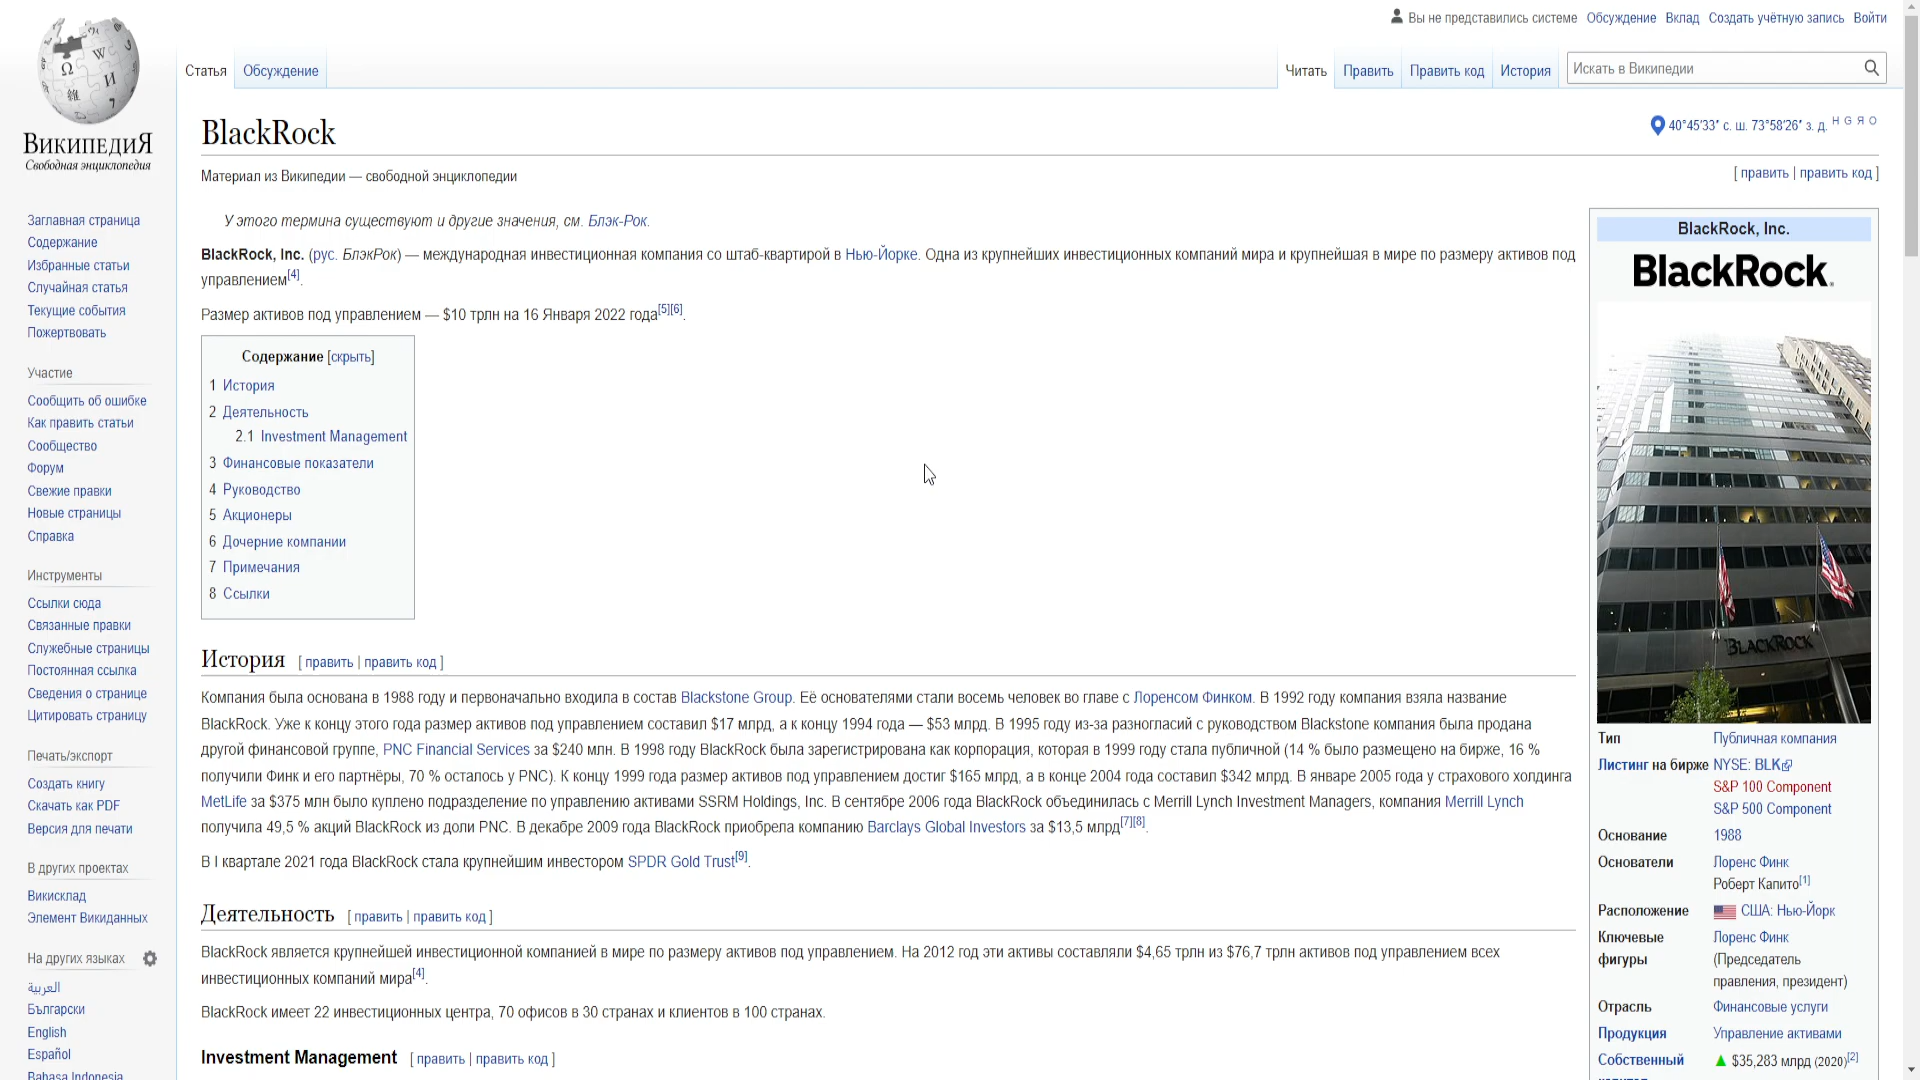 Вы не представились системе Обсуждение Вклад Создать учётную запись Войти
Статья Обсуждение Читать Править Править код История Искать в Википедии
ВикипедиЯ
Свободная энциклопедия
BlackRock
40°45′33″ с. ш. 73°58′26″ з. д. H G Я O
Материал из Википедии — свободной энциклопедии
[ править | править код ]
У этого термина существуют и другие значения, см. Блэк-Рок.
BlackRock, Inc. (рус. БлэкРок) — международная инвестиционная компания со штаб-квартирой в Нью-Йорке. Одна из крупнейших инвестиционных компаний мира и крупнейшая в мире по размеру активов под
управлением[4].
Размер активов под управлением — $10 трлн на 16 Января 2022 года[5][6].
Содержание [скрыть]
1 История
2 Деятельность
2.1 Investment Management
3 Финансовые показатели
4 Руководство
5 Акционеры
6 Дочерние компании
7 Примечания
8 Ссылки
История [ править | править код ]
Компания была основана в 1988 году и первоначально входила в состав Blackstone Group. Её основателями стали восемь человек во главе с Лоренсом Финком. В 1992 году компания взяла название
BlackRock. Уже к концу этого года размер активов под управлением составил $17 млрд, а к концу 1994 года — $53 млрд. В 1995 году из-за разногласий с руководством Blackstone компания была продана
другой финансовой группе, PNC Financial Services за $240 млн. В 1998 году BlackRock была зарегистрирована как корпорация, которая в 1999 году стала публичной (14 % было размещено на бирже, 16 %
получили Финк и его партнёры, 70 % осталось у PNC). К концу 1999 года размер активов под управлением достиг $165 млрд, а в конце 2004 года составил $342 млрд. В январе 2005 года у страхового холдинга
MetLife за $375 млн было куплено подразделение по управлению активами SSRM Holdings, Inc. В сентябре 2006 года BlackRock объединилась с Merrill Lynch Investment Managers, компания Merrill Lynch
получила 49,5 % акций BlackRock из доли PNC. В декабре 2009 года BlackRock приобрела компанию Barclays Global Investors за $13,5 млрд[7][8].
В I квартале 2021 года BlackRock стала крупнейшим инвестором SPDR Gold Trust[9].
Деятельность [ править | править код ]
BlackRock является крупнейшей инвестиционной компанией в мире по размеру активов под управлением. На 2012 год эти активы составляли $4,65 трлн из $76,7 трлн активов под управлением всех
инвестиционных компаний мира[4].
BlackRock имеет 22 инвестиционных центра, 70 офисов в 30 странах и клиентов в 100 странах.
Investment Management [ править | править код ]
BlackRock, Inc.
BlackRock.
BLACKROCK
Тип Публичная компания
Листинг на бирже NYSE: BLK
S&P 100 Component
S&P 500 Component
Основание 1988
Основатели Лоренс Финк
Роберт Капито[1]
Расположение США: Нью-Йорк
Ключевые Лоренс Финк
фигуры (Председатель
правления, президент)
Отрасль Финансовые услуги
Продукция Управление активами
Собственный ▲ $35,283 млрд (2020)[2]
капитал
Заглавная страница
Содержание
Избранные статьи
Случайная статья
Текущие события
Пожертвовать
Участие
Сообщить об ошибке
Как править статьи
Сообщество
Форум
Свежие правки
Новые страницы
Справка
Инструменты
Ссылки сюда
Связанные правки
Служебные страницы
Постоянная ссылка
Сведения о странице
Цитировать страницу
Печать/экспорт
Создать книгу
Скачать как PDF
Версия для печати
В других проектах
Викисклад
Элемент Викиданных
На других языках
العربية
Български
English
Español
Bahasa Indonesia